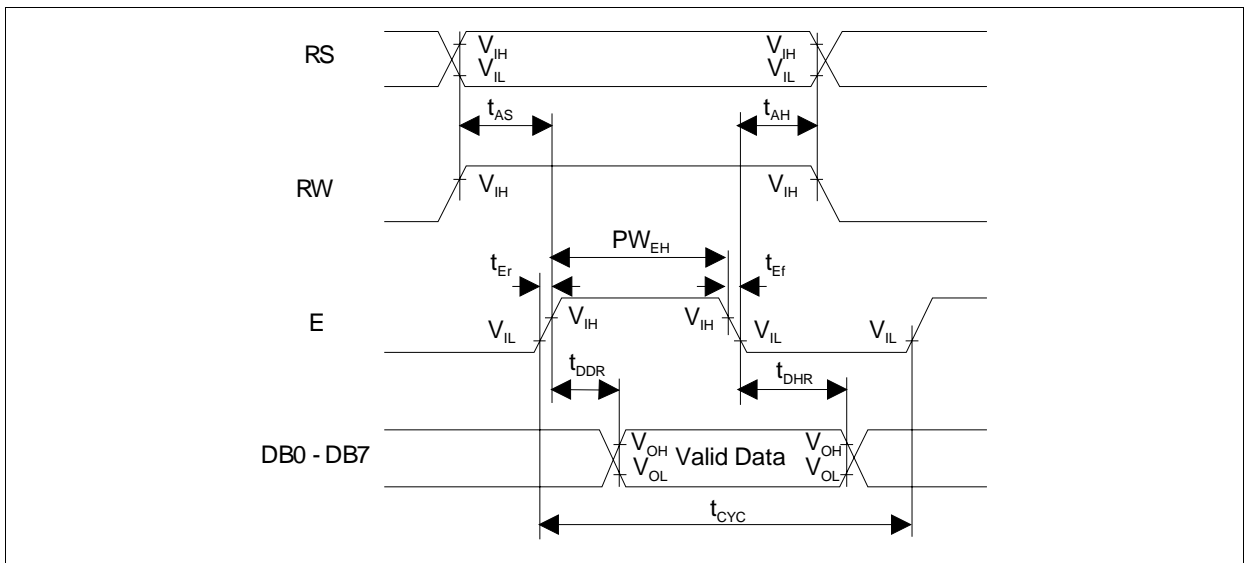 RS
V_IH V_IH
V_IL V_IL
t_AS t_AH
RW
V_IH V_IH
PW_EH
t_Er t_Ef
E
V_IH V_IH
V_IL V_IL V_IL
t_DDR t_DHR
DB0 - DB7
V_OH Valid Data V_OH
V_OL V_OL
t_CYC